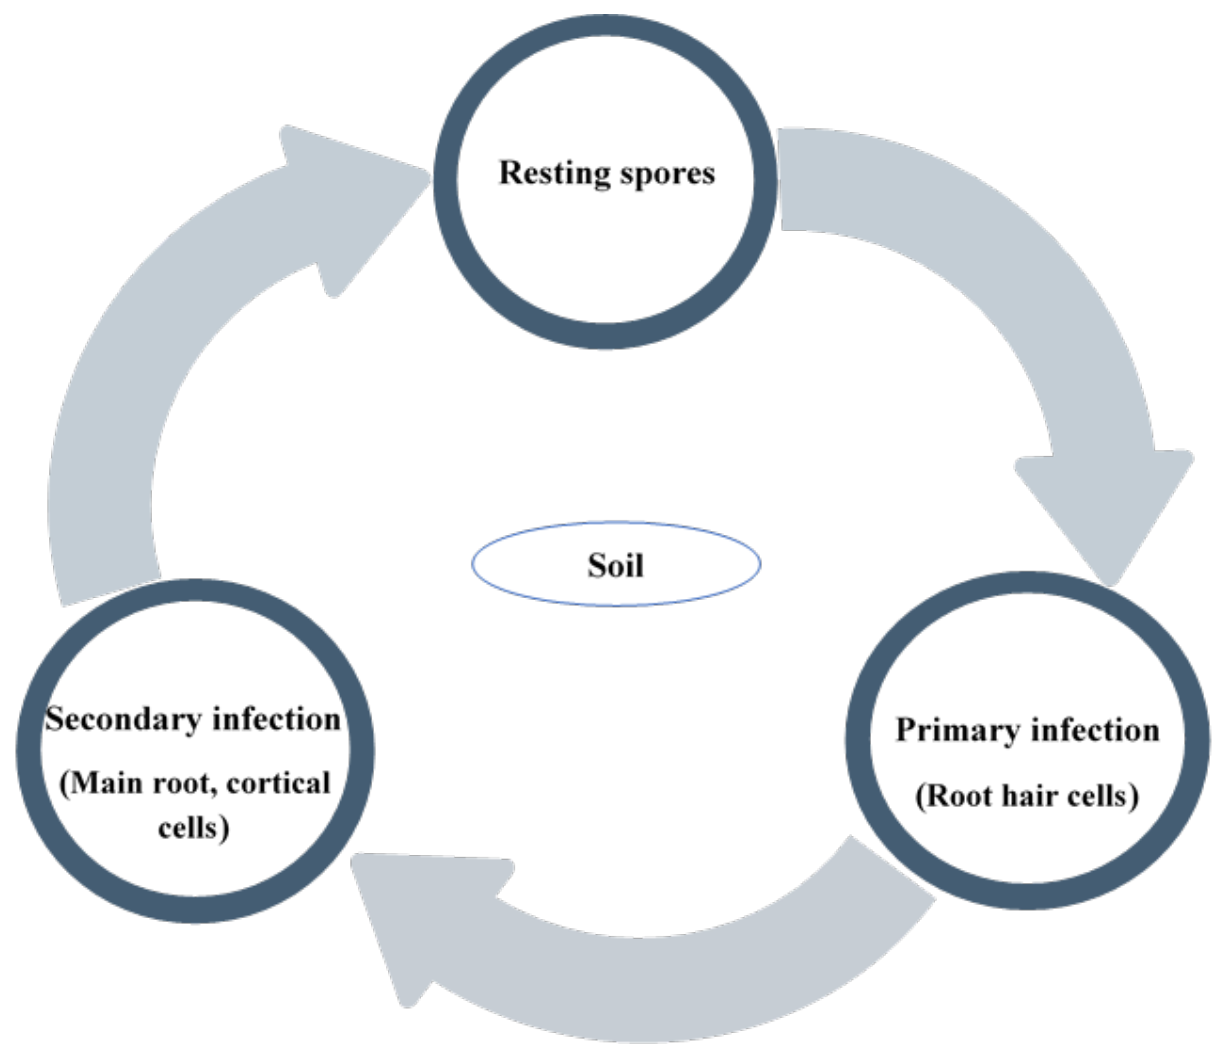 Resting spores
Soil
Primary infection
(Root hair cells)
Secondary infection
(Main root, cortical
cells)